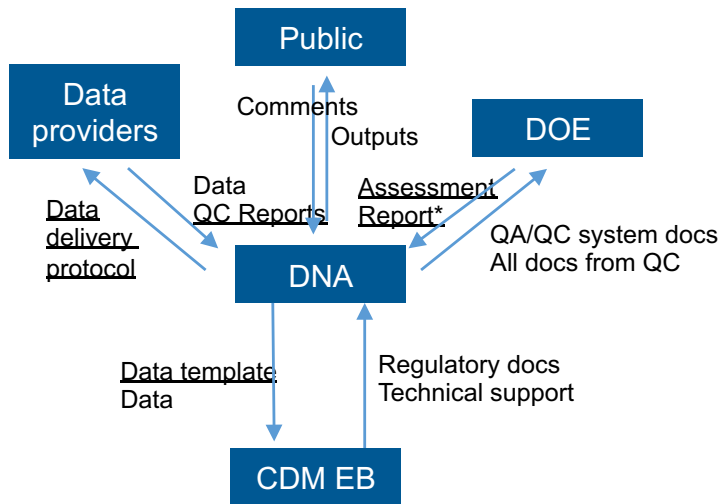 Public
Data
providers
Comments
Outputs
DOE
Data
QC Reports
Assessment
Report*
Data
delivery
protocol
QA/QC system docs
All docs from QC
DNA
Data template
Data
Regulatory docs
Technical support
CDM EB